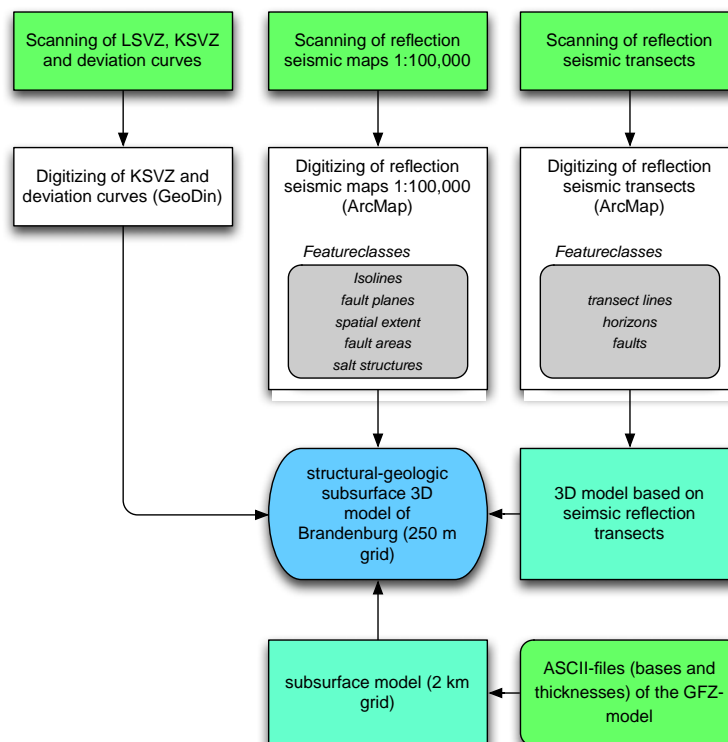 Scanning of LSVZ, KSVZ
and deviation curves
Scanning of reflection
seismic maps 1:100,000
Scanning of reflection
seismic transects
Digitizing of KSVZ and
deviation curves (GeoDin)
Digitizing of reflection
seismic maps 1:100,000
(ArcMap)
Featureclasses
Isolines
fault planes
spatial extent
fault areas
salt structures
Digitizing of reflection
seismic transects
(ArcMap)
Featureclasses
transect lines
horizons
faults
structural-geologic
subsurface 3D
model of
Brandenburg (250 m
grid)
3D model based on
seimsic reflection
transects
subsurface model (2 km
grid)
ASCII-files (bases and
thicknesses) of the GFZ-
model